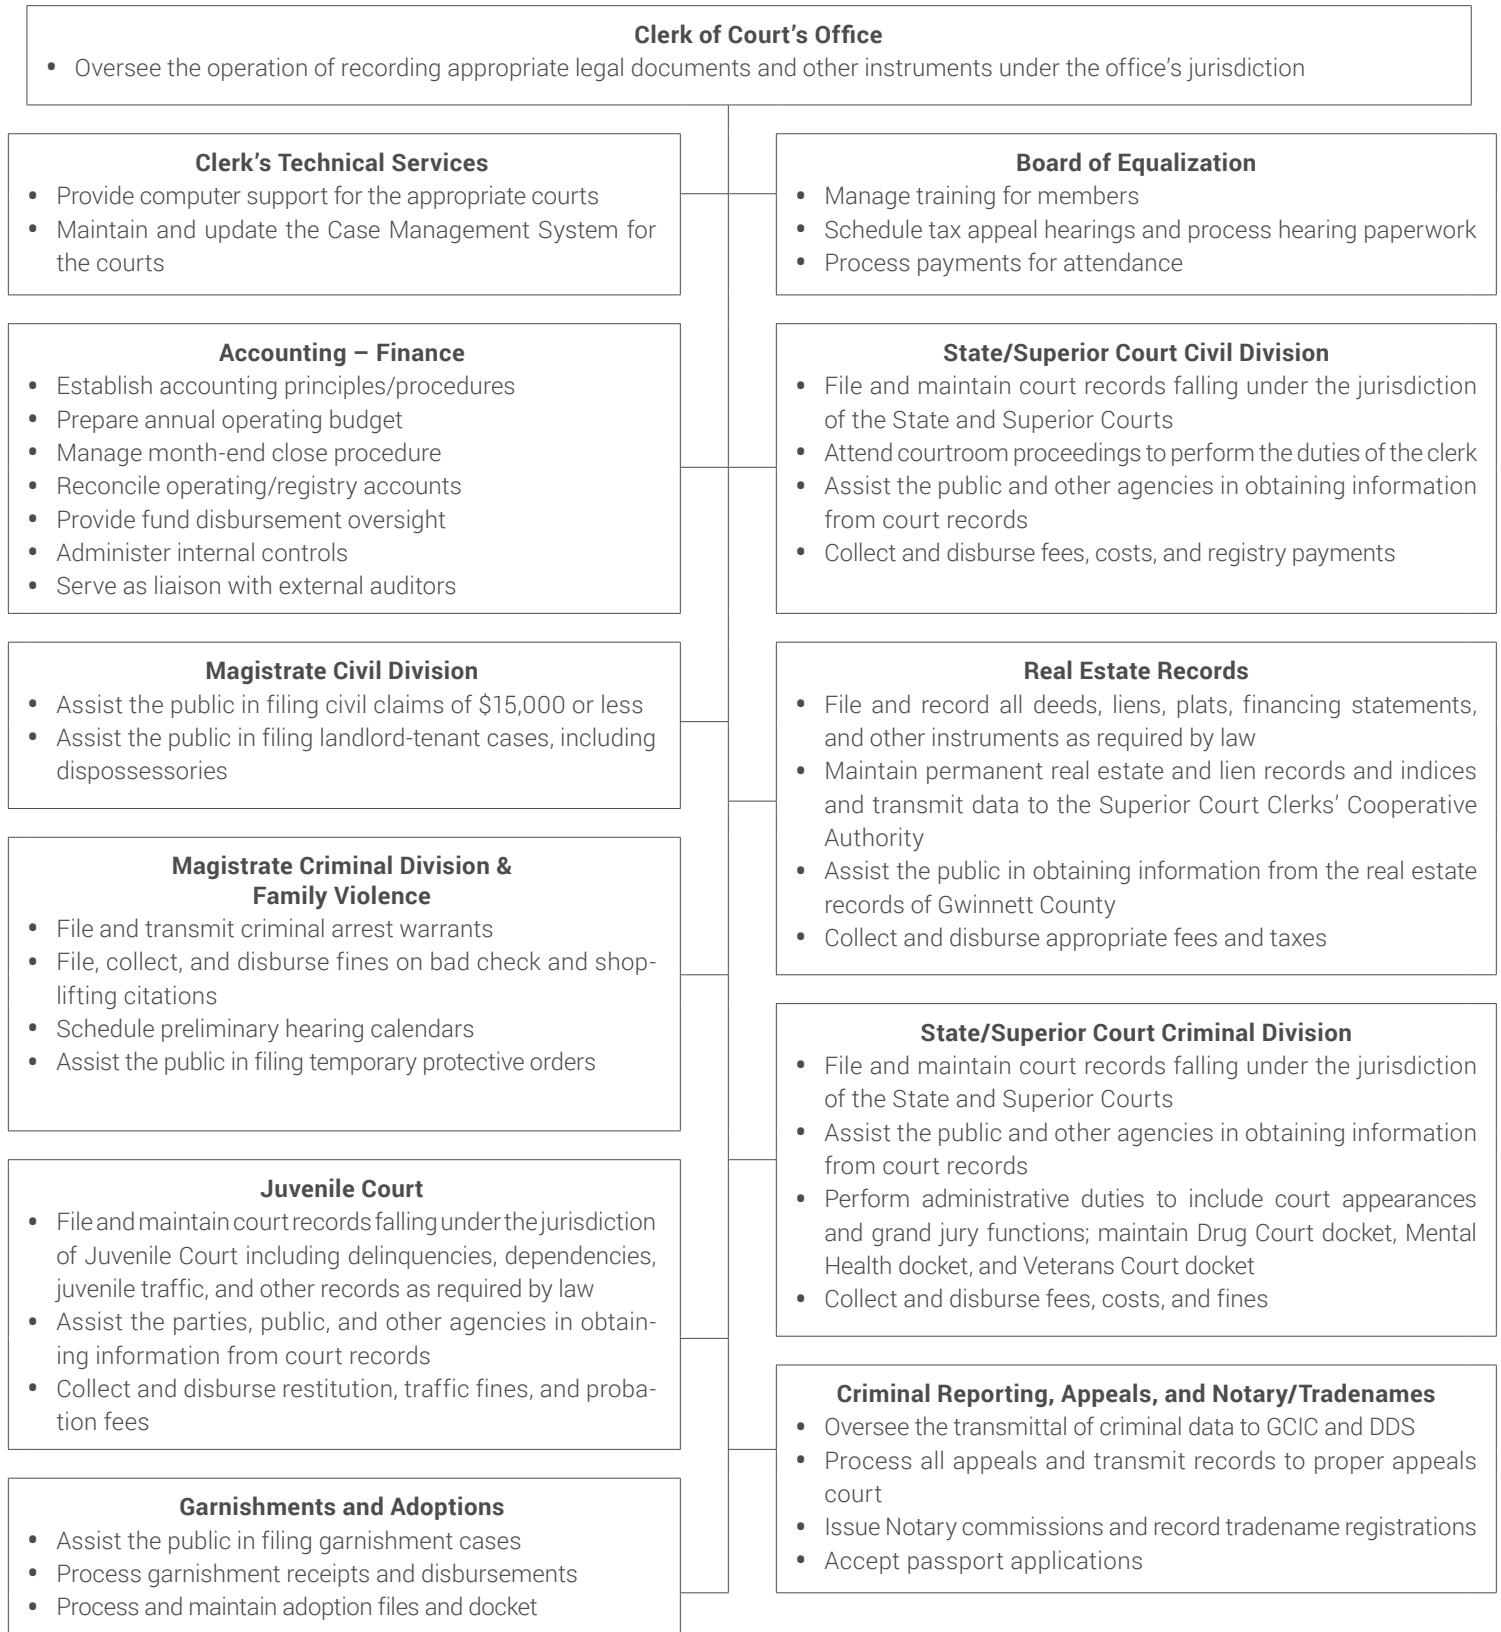 Clerk of Court’s Office
• Oversee the operation of recording appropriate legal documents and other instruments under the office’s jurisdiction
Clerk’s Technical Services
• Provide computer support for the appropriate courts
• Maintain and update the Case Management System for
the courts
Board of Equalization
• Manage training for members
• Schedule tax appeal hearings and process hearing paperwork
• Process payments for attendance
Accounting – Finance
• Establish accounting principles/procedures
• Prepare annual operating budget
• Manage month-end close procedure
• Reconcile operating/registry accounts
• Provide fund disbursement oversight
• Administer internal controls
• Serve as liaison with external auditors
State/Superior Court Civil Division
• File and maintain court records falling under the jurisdiction
of the State and Superior Courts
• Attend courtroom proceedings to perform the duties of the clerk
• Assist the public and other agencies in obtaining information
from court records
• Collect and disburse fees, costs, and registry payments
Magistrate Civil Division
• Assist the public in filing civil claims of $15,000 or less
• Assist the public in filing landlord-tenant cases, including
dispossessories
Real Estate Records
• File and record all deeds, liens, plats, financing statements,
and other instruments as required by law
• Maintain permanent real estate and lien records and indices
and transmit data to the Superior Court Clerks’ Cooperative
Authority
• Assist the public in obtaining information from the real estate
records of Gwinnett County
• Collect and disburse appropriate fees and taxes
Magistrate Criminal Division &
Family Violence
• File and transmit criminal arrest warrants
• File, collect, and disburse fines on bad check and shop-
lifting citations
• Schedule preliminary hearing calendars
• Assist the public in filing temporary protective orders
State/Superior Court Criminal Division
• File and maintain court records falling under the jurisdiction
of the State and Superior Courts
• Assist the public and other agencies in obtaining information
from court records
• Perform administrative duties to include court appearances
and grand jury functions; maintain Drug Court docket, Mental
Health docket, and Veterans Court docket
• Collect and disburse fees, costs, and fines
Juvenile Court
• File and maintain court records falling under the jurisdiction
of Juvenile Court including delinquencies, dependencies,
juvenile traffic, and other records as required by law
• Assist the parties, public, and other agencies in obtain-
ing information from court records
• Collect and disburse restitution, traffic fines, and proba-
tion fees
Criminal Reporting, Appeals, and Notary/Tradenames
• Oversee the transmittal of criminal data to GCIC and DDS
• Process all appeals and transmit records to proper appeals
court
• Issue Notary commissions and record tradename registrations
• Accept passport applications
Garnishments and Adoptions
• Assist the public in filing garnishment cases
• Process garnishment receipts and disbursements
• Process and maintain adoption files and docket